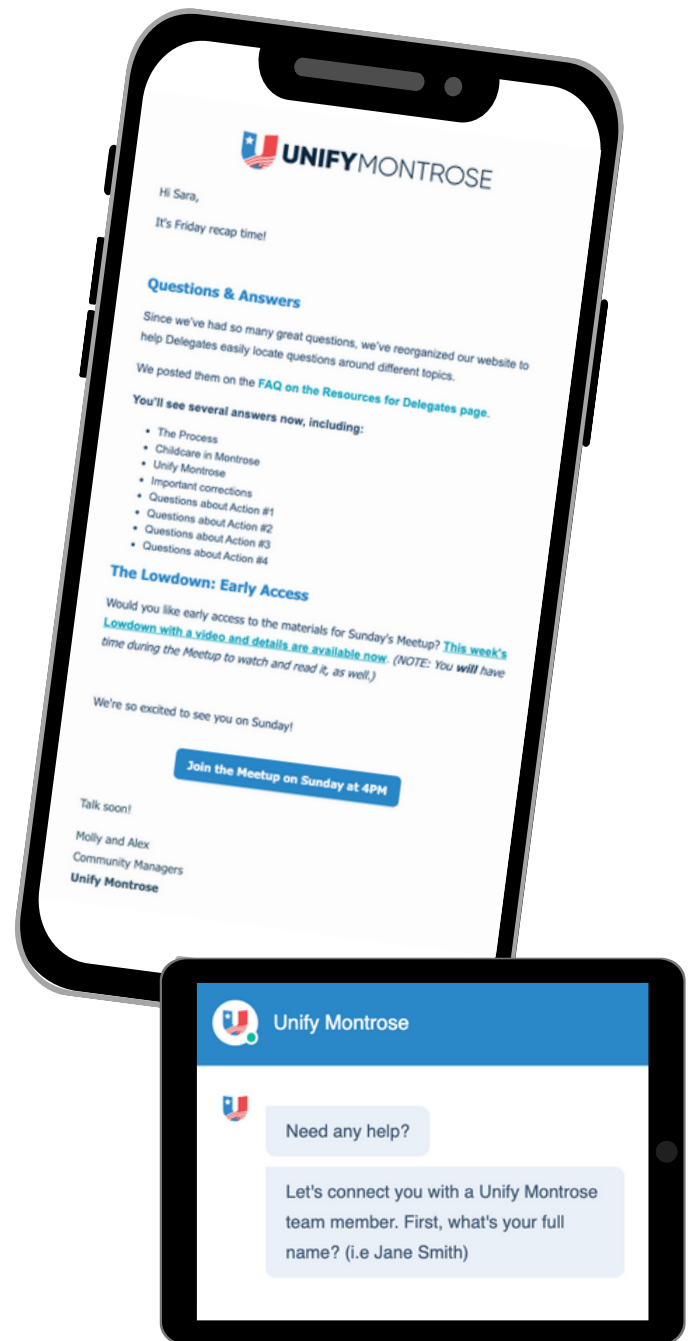 UNIFYMONTROSE
Hi Sara,
It's Friday recap time!
Questions & Answers
Since we've had so many great questions, we've reorganized our website to
help Delegates easily locate questions around different topics.
We posted them on the FAQ on the Resources for Delegates page.
You'll see several answers now, including:
• The Process
• Childcare in Montrose
• Unify Montrose
• Important corrections
• Questions about Action #1
• Questions about Action #2
• Questions about Action #3
• Questions about Action #4
The Lowdown: Early Access
Would you like early access to the materials for Sunday's Meetup? This week's
Lowdown with a video and details are available now. (NOTE: You will have
time during the Meetup to watch and read it, as well.)
We're so excited to see you on Sunday!
Join the Meetup on Sunday at 4PM
Talk soon!
Molly and Alex
Community Managers
Unify Montrose
Unify Montrose
Need any help?
Let's connect you with a Unify Montrose
team member. First, what's your full
name? (i.e Jane Smith)